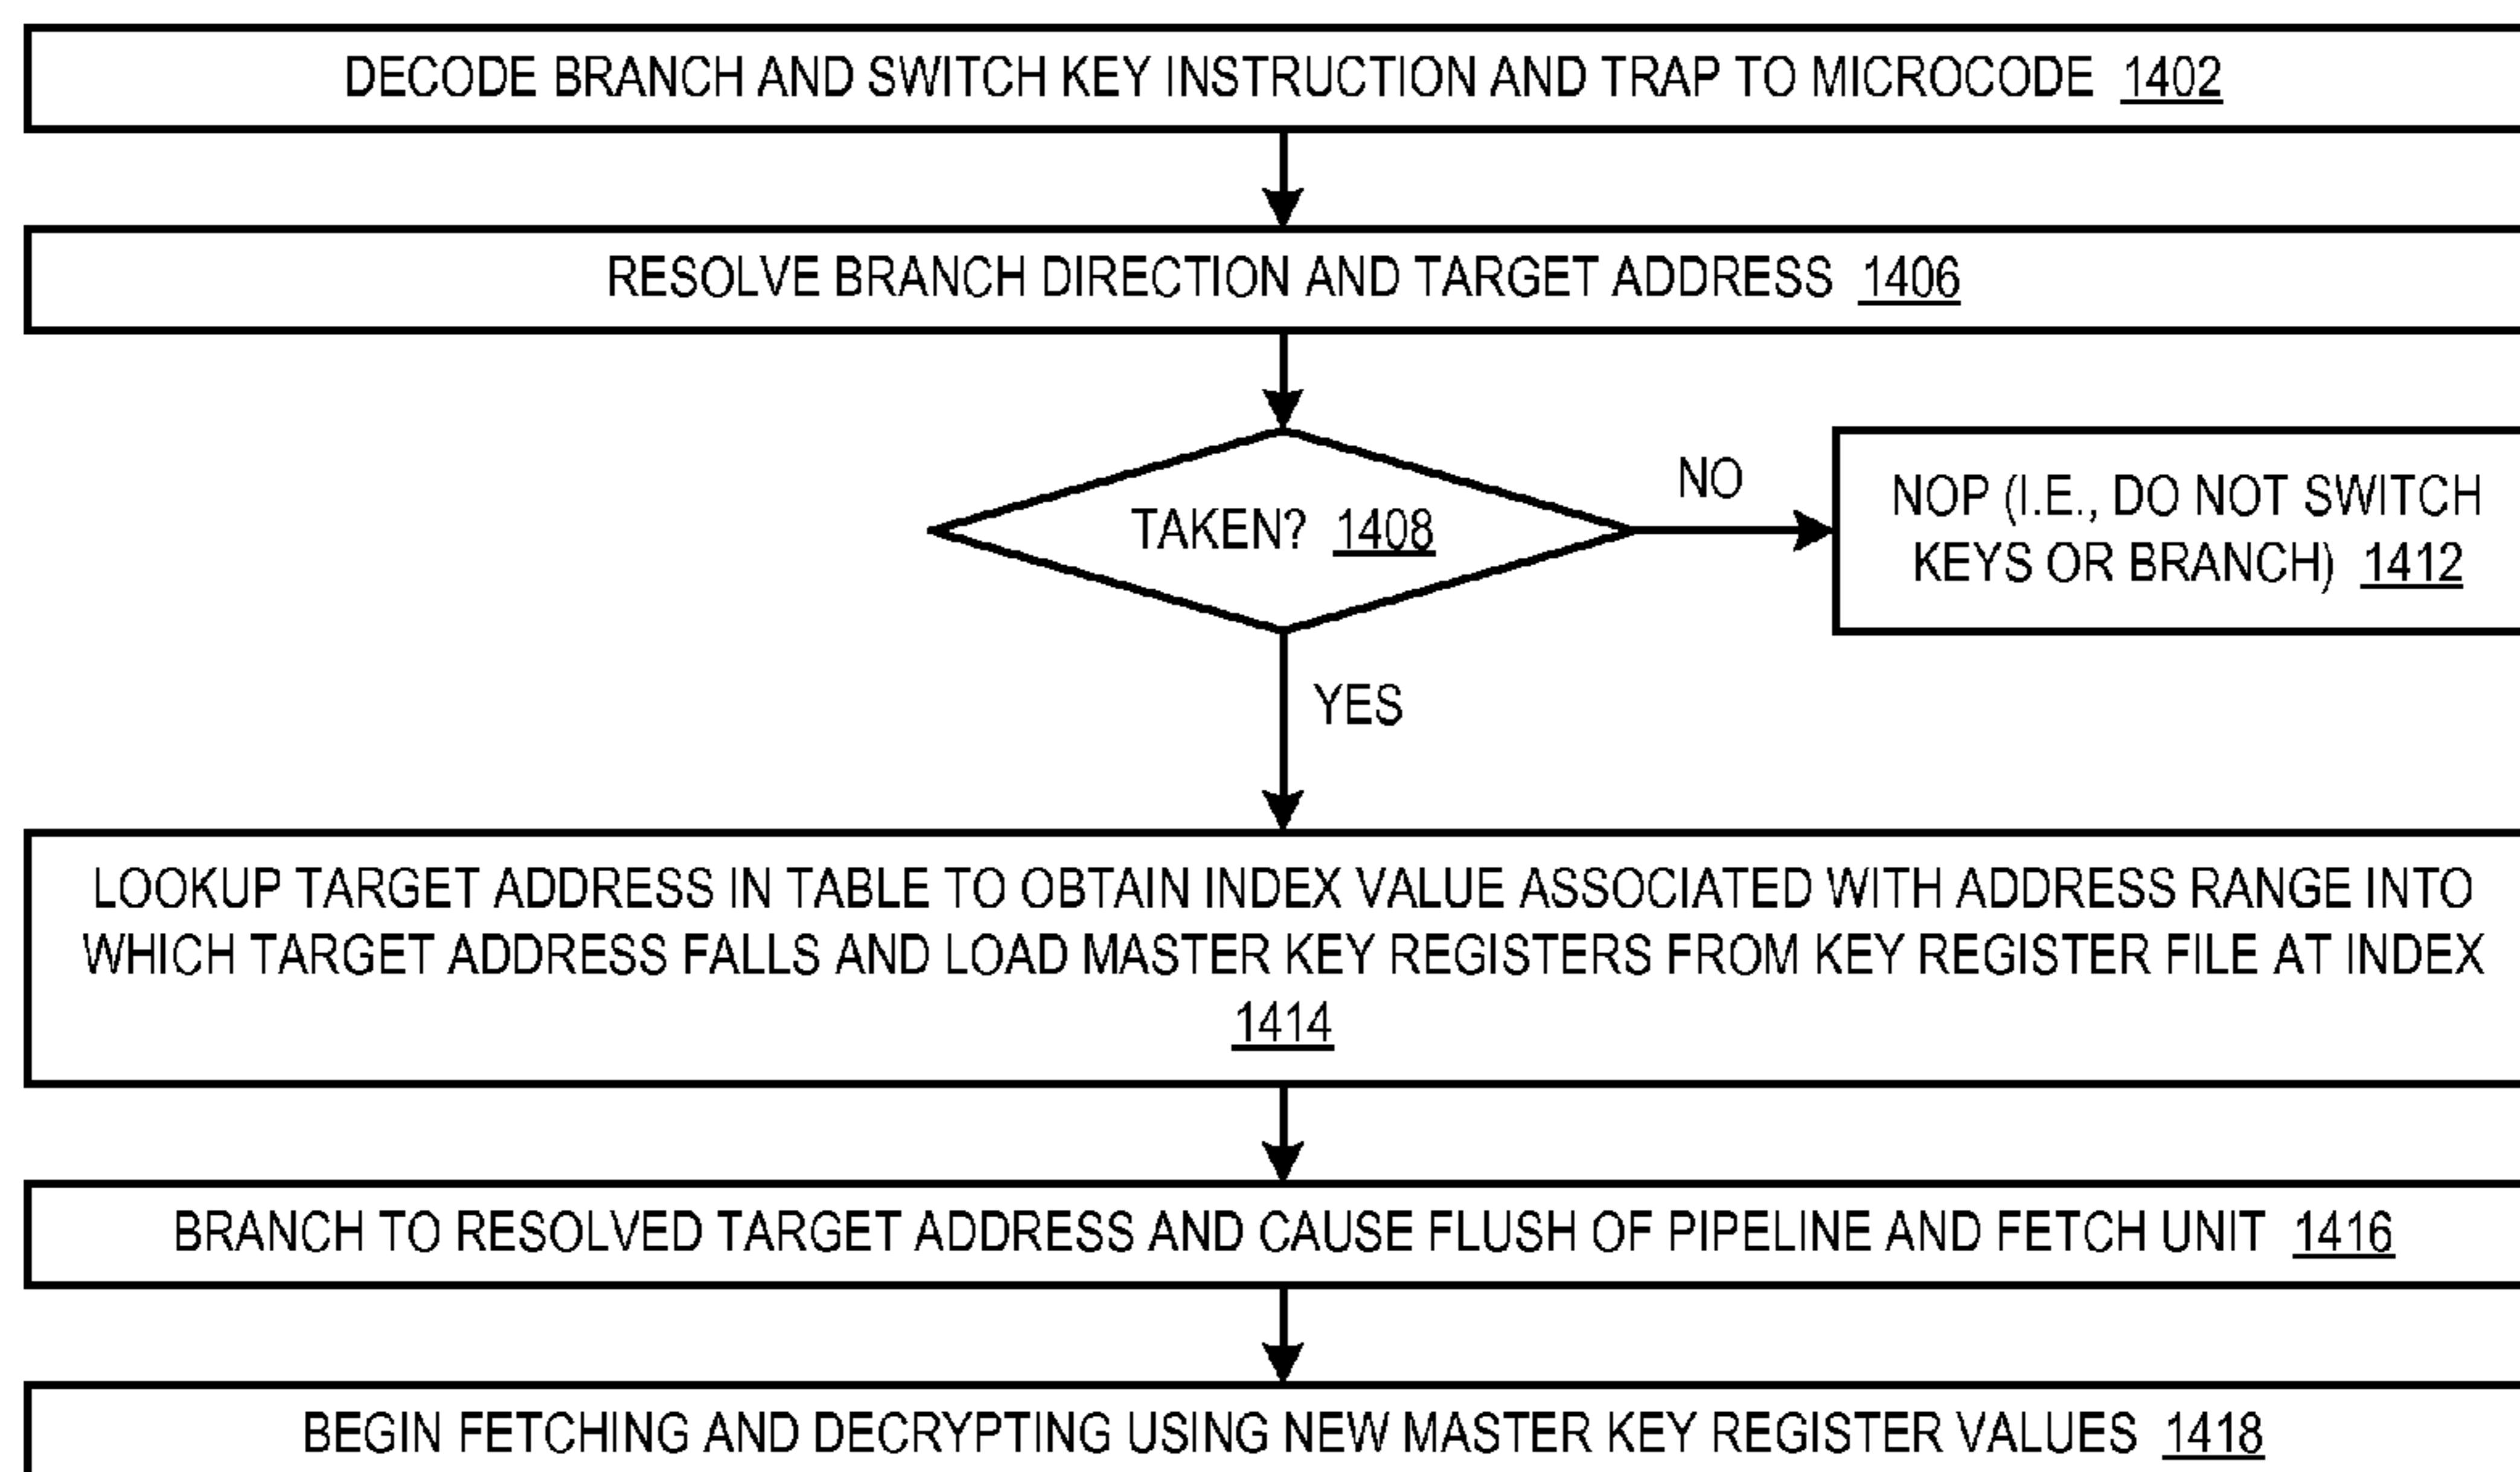 DECODE BRANCH AND SWITCH KEY INSTRUCTION AND TRAP TO MICROCODE 1402
RESOLVE BRANCH DIRECTION AND TARGET ADDRESS 1406
TAKEN? 1408
NO
NOP (I.E., DO NOT SWITCH
KEYS OR BRANCH) 1412
YES
LOOKUP TARGET ADDRESS IN TABLE TO OBTAIN INDEX VALUE ASSOCIATED WITH ADDRESS RANGE INTO
WHICH TARGET ADDRESS FALLS AND LOAD MASTER KEY REGISTERS FROM KEY REGISTER FILE AT INDEX
1414
BRANCH TO RESOLVED TARGET ADDRESS AND CAUSE FLUSH OF PIPELINE AND FETCH UNIT 1416
BEGIN FETCHING AND DECRYPTING USING NEW MASTER KEY REGISTER VALUES 1418